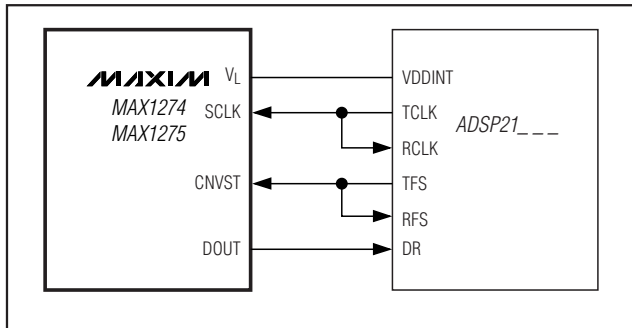 MAXIM
MAX1274
MAX1275
VL
SCLK
CNVST
DOUT
VDDINT
TCLK
RCLK
TFS
RFS
DR
ADSP21_ _ _